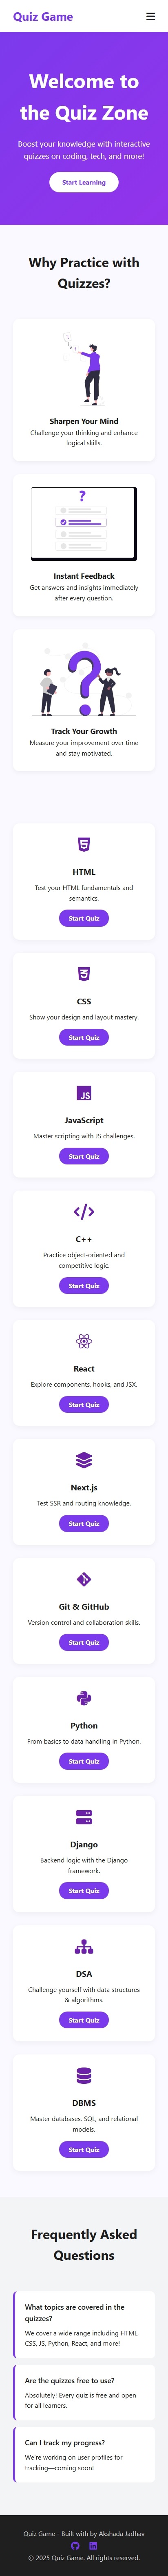 Quiz Game
Welcome to
the Quiz Zone
Boost your knowledge with interactive
quizzes on coding, tech, and more!
Start Learning
Why Practice with
Quizzes?
Sharpen Your Mind
Challenge your thinking and enhance
logical skills.
?
Instant Feedback
Get answers and insights immediately
after every question.
?
Track Your Growth
Measure your improvement over time
and stay motivated.
5
HTML
Test your HTML fundamentals and
semantics.
Start Quiz
3
CSS
Show your design and layout mastery.
Start Quiz
JS
JavaScript
Master scripting with JS challenges.
Start Quiz
</>
C++
Practice object-oriented and
competitive logic.
Start Quiz
React
Explore components, hooks, and JSX.
Start Quiz
Next.js
Test SSR and routing knowledge.
Start Quiz
Git & GitHub
Version control and collaboration skills.
Start Quiz
Python
From basics to data handling in Python.
Start Quiz
Django
Backend logic with the Django
framework.
Start Quiz
DSA
Challenge yourself with data structures
& algorithms.
Start Quiz
DBMS
Master databases, SQL, and relational
models.
Start Quiz
Frequently Asked
Questions
What topics are covered in the
quizzes?
We cover a wide range including HTML,
CSS, JS, Python, React, and more!
Are the quizzes free to use?
Absolutely! Every quiz is free and open
for all learners.
Can I track my progress?
We're working on user profiles for
tracking—coming soon!
Quiz Game - Built with by Akshada Jadhav
in
© 2025 Quiz Game. All rights reserved.